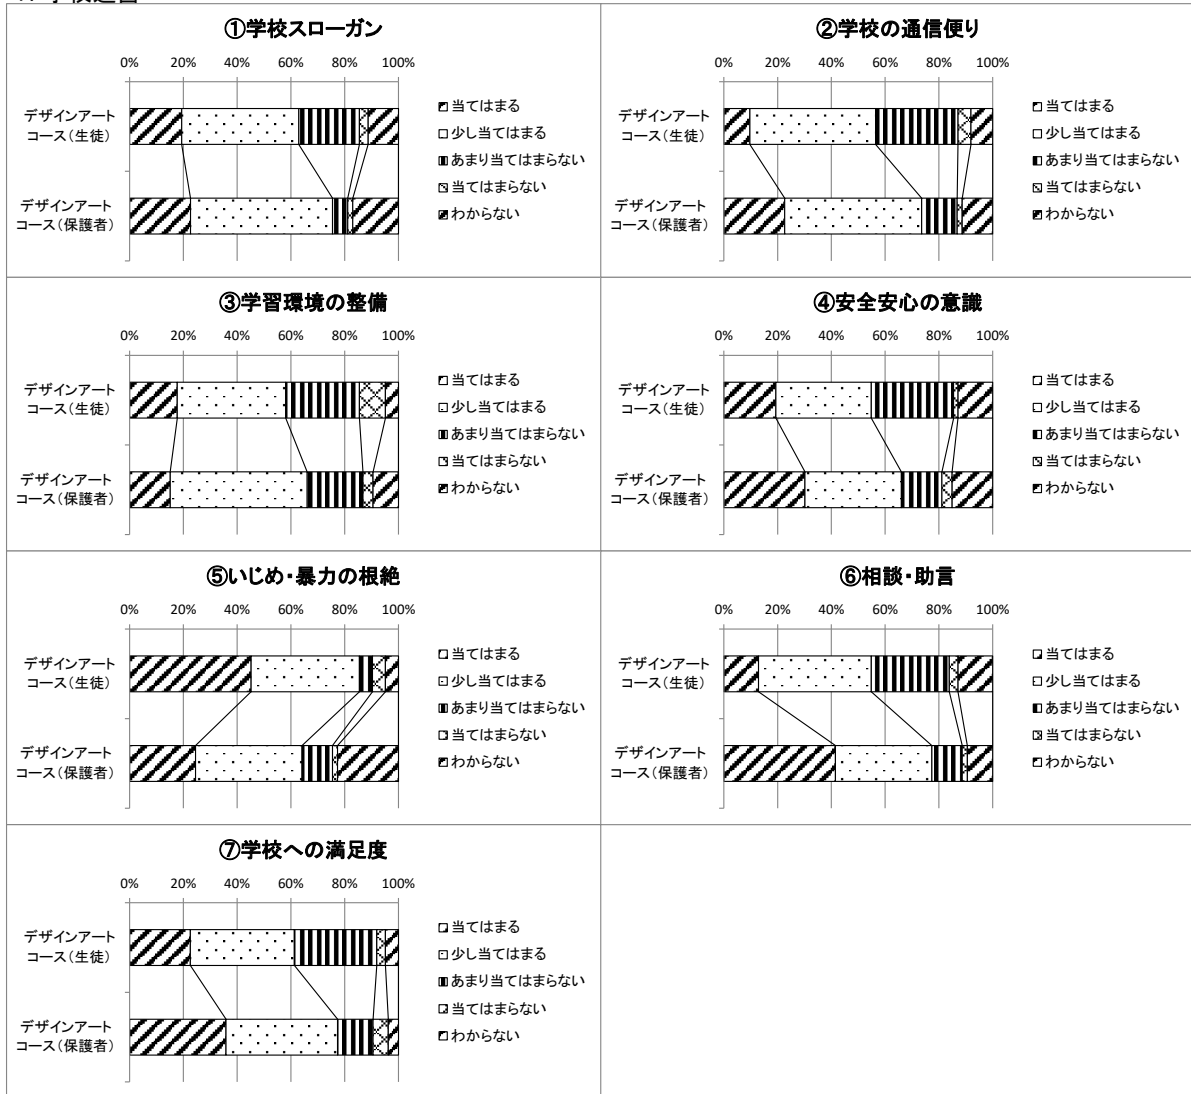 ①学校スローガン
0% 20% 40% 60% 80% 100%
デザインアート
コース(生徒)
デザインアート
コース(保護者)
当てはまる
少し当てはまる
あまり当てはまらない
当てはまらない
わからない
②学校の通信便り
0% 20% 40% 60% 80% 100%
デザインアート
コース(生徒)
デザインアート
コース(保護者)
当てはまる
少し当てはまる
あまり当てはまらない
当てはまらない
わからない
③学習環境の整備
0% 20% 40% 60% 80% 100%
デザインアート
コース(生徒)
デザインアート
コース(保護者)
当てはまる
少し当てはまる
あまり当てはまらない
当てはまらない
わからない
④安全安心の意識
0% 20% 40% 60% 80% 100%
デザインアート
コース(生徒)
デザインアート
コース(保護者)
当てはまる
少し当てはまる
あまり当てはまらない
当てはまらない
わからない
⑤いじめ・暴力の根絶
0% 20% 40% 60% 80% 100%
デザインアート
コース(生徒)
デザインアート
コース(保護者)
当てはまる
少し当てはまる
あまり当てはまらない
当てはまらない
わからない
⑥相談・助言
0% 20% 40% 60% 80% 100%
デザインアート
コース(生徒)
デザインアート
コース(保護者)
当てはまる
少し当てはまる
あまり当てはまらない
当てはまらない
わからない
⑦学校への満足度
0% 20% 40% 60% 80% 100%
デザインアート
コース(生徒)
デザインアート
コース(保護者)
当てはまる
少し当てはまる
あまり当てはまらない
当てはまらない
わからない